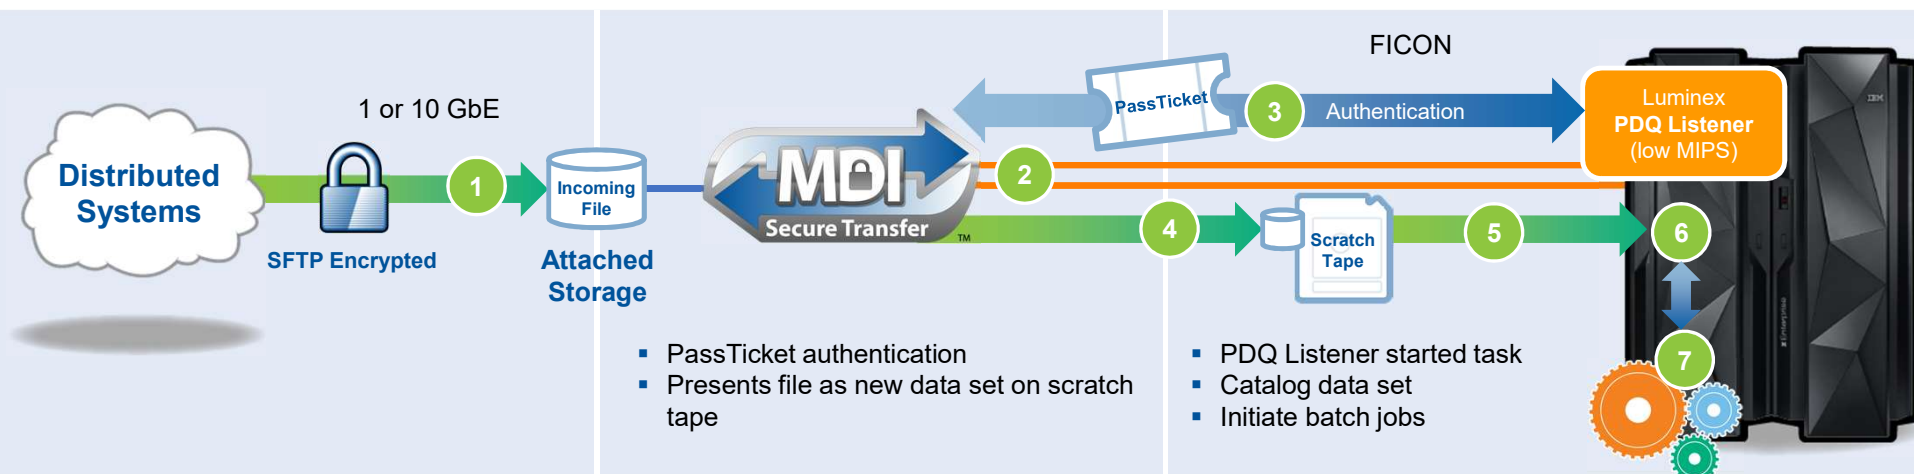 FICON
1 or 10 GbE
PassTicket
3
Authentication
Luminex
PDQ Listener
(low MIPS)
IBM
Distributed
Systems
1
Incoming
File
MDI
Secure Transfer
TM
2
SFTP Encrypted
Attached
Storage
4
Scratch
Tape
5
6
7
▪ PassTicket authentication
▪ Presents file as new data set on scratch
tape
▪ PDQ Listener started task
▪ Catalog data set
▪ Initiate batch jobs